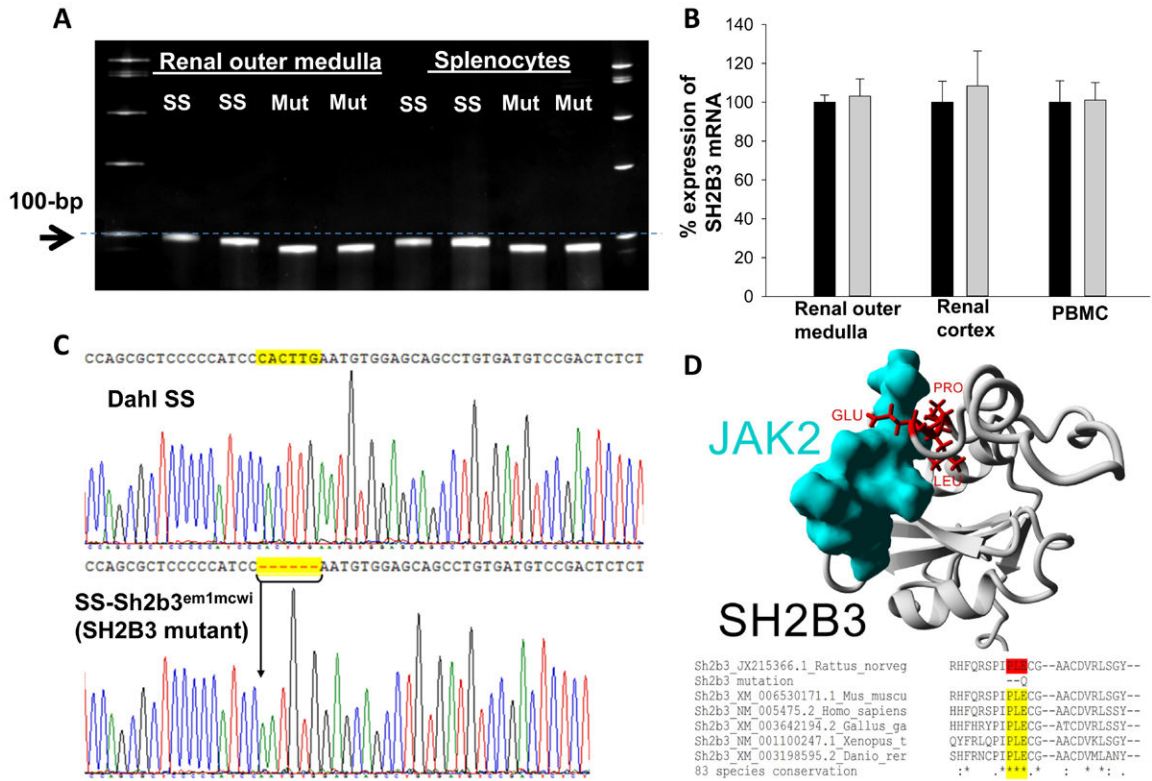 A
Renal outer medulla
Splenocytes
SS SS Mut Mut SS SS Mut Mut
100-bp
B
% expression of
SH2B3 mRNA
140
120
100
80
60
40
20
0
Renal outer
medulla
Renal
cortex
PBMC
C
CCAGCGCTCCCCCATCCCACTTGAATGTGGAGCAGCCTGTGATGTCCGACTCTCT
Dahl SS
CCAGCGCTCCCCCATCC------AATGTGGAGCAGCCTGTGATGTCCGACTCTCT
SS-Sh2b3em1mcwi
(SH2B3 mutant)
D
PRO
GLU
JAK2
LEU
SH2B3
Sh2b3_JX215366.1_Rattus_norveg RHFQRSPIPLECG--AACDVRLSGY--
Sh2b3 mutation --Q
Sh2b3_XM_006530171.1_Mus_muscu RHFQRSPIPLECG--AACDVRLSGY--
Sh2b3_NM_005475.2_Homo_sapiens HHFQRSPIPLECG--AACDVRLSSY--
Sh2b3_XM_003642194.2_Gallus_ga HHFHRYPIPLECG--ATCDVRLSSY--
Sh2b3_NM_001100247.1_Xenopus_t QYFRLQPIPLECG--AACDVRLSSY--
Sh2b3_XM_003198595.2_Danio_rer SHFRNCPIPLECG--AACDVMLANY--
83 species conservation :* ****.* . : * *: .